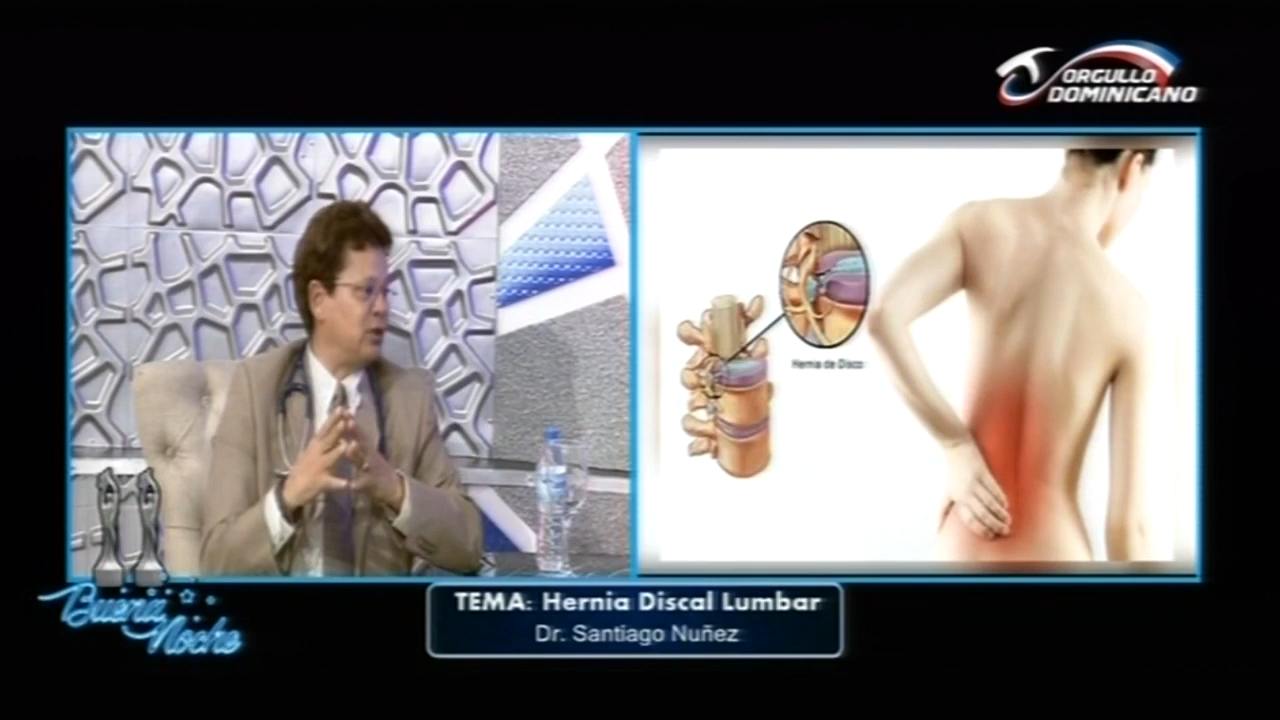 ORGULLO
DOMINICANO
Hernia de Disco
TEMA: Hernia Discal Lumbar
Dr. Santiago Nuñez
Buena
Noche